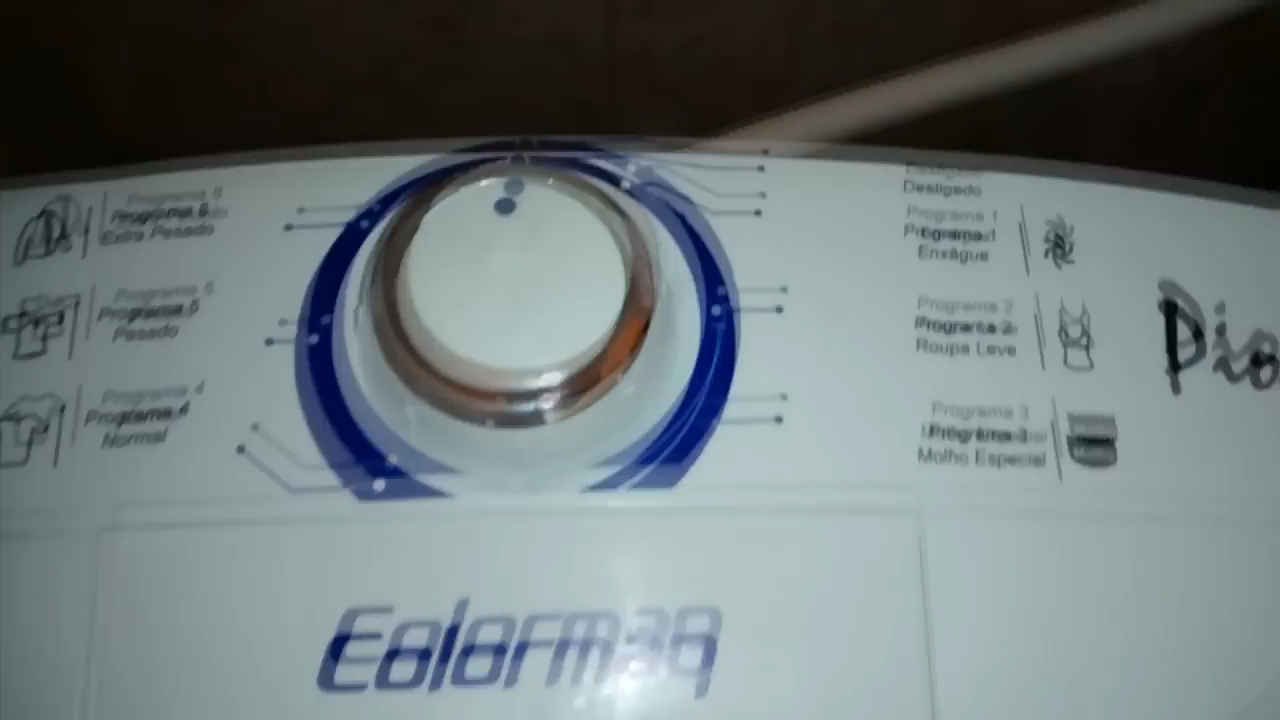 Programa 6
Extra Pesado
Programa 5
Pesado
Programa 4
Normal
Desligado
Programa 1
Enxágue
Programa 2
Roupa Leve
Programa 3
Molho Especial
Dio
Colormaq